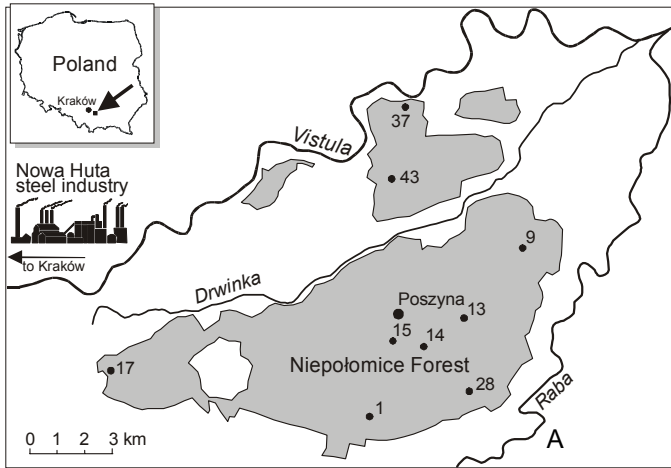 Poland
Kraków
Nowa Huta
steel industry
to Kraków
Vistula
37
43
9
Drwinka
Poszyna
13
15
14
Niepołomice Forest
17
28
1
Raba
0 1 2 3 km
A